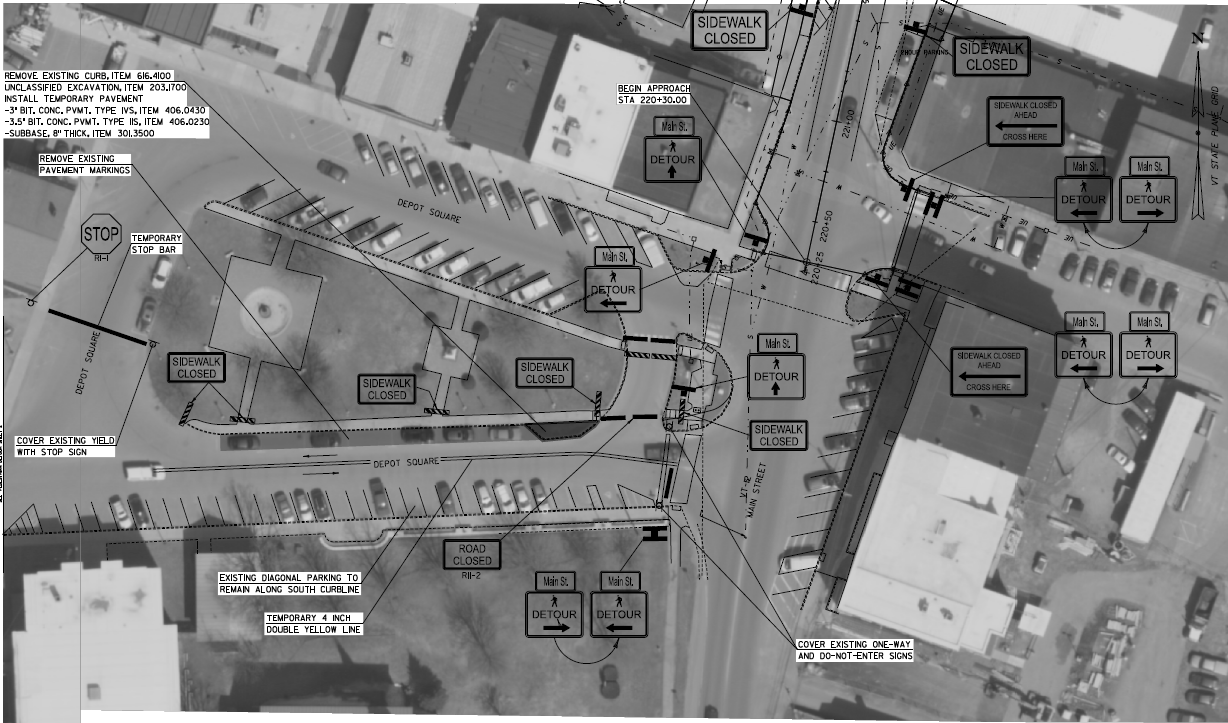 SIDEWALK
CLOSED
SIDEWALK
CLOSED
N
VT STATE PLANE GRID
REMOVE EXISTING CURB, ITEM 616.4100
UNCLASSIFIED EXCAVATION, ITEM 203.1700
INSTALL TEMPORARY PAVEMENT
-3" BIT. CONC. PVMT. TYPE IVS, ITEM 406.0430
-3.5" BIT. CONC. PVMT. TYPE IIS, ITEM 406.0230
-SUBBASE, 8" THICK, ITEM 301.3500
BEGIN APPROACH
STA 220+30.00
Main St.
DETOUR
221+00
SIDEWALK CLOSED
AHEAD
CROSS HERE
REMOVE EXISTING
PAVEMENT MARKINGS
Main St.
DETOUR
Main St.
DETOUR
DEPOT SQUARE
STOP
R1-1
TEMPORARY
STOP BAR
220+50
220+25
Main St.
DETOUR
Main St.
DETOUR
Main St.
DETOUR
DEPOT SQUARE
SIDEWALK
CLOSED
SIDEWALK
CLOSED
SIDEWALK
CLOSED
Main St.
DETOUR
SIDEWALK CLOSED
AHEAD
CROSS HERE
SIDEWALK
CLOSED
COVER EXISTING YIELD
WITH STOP SIGN
DEPOT SQUARE
VT-12
MAIN STREET
ROAD
CLOSED
R11-2
EXISTING DIAGONAL PARKING TO
REMAIN ALONG SOUTH CURBLINE
Main St.
DETOUR
Main St.
DETOUR
TEMPORARY 4 INCH
DOUBLE YELLOW LINE
COVER EXISTING ONE-WAY
AND DO-NOT-ENTER SIGNS